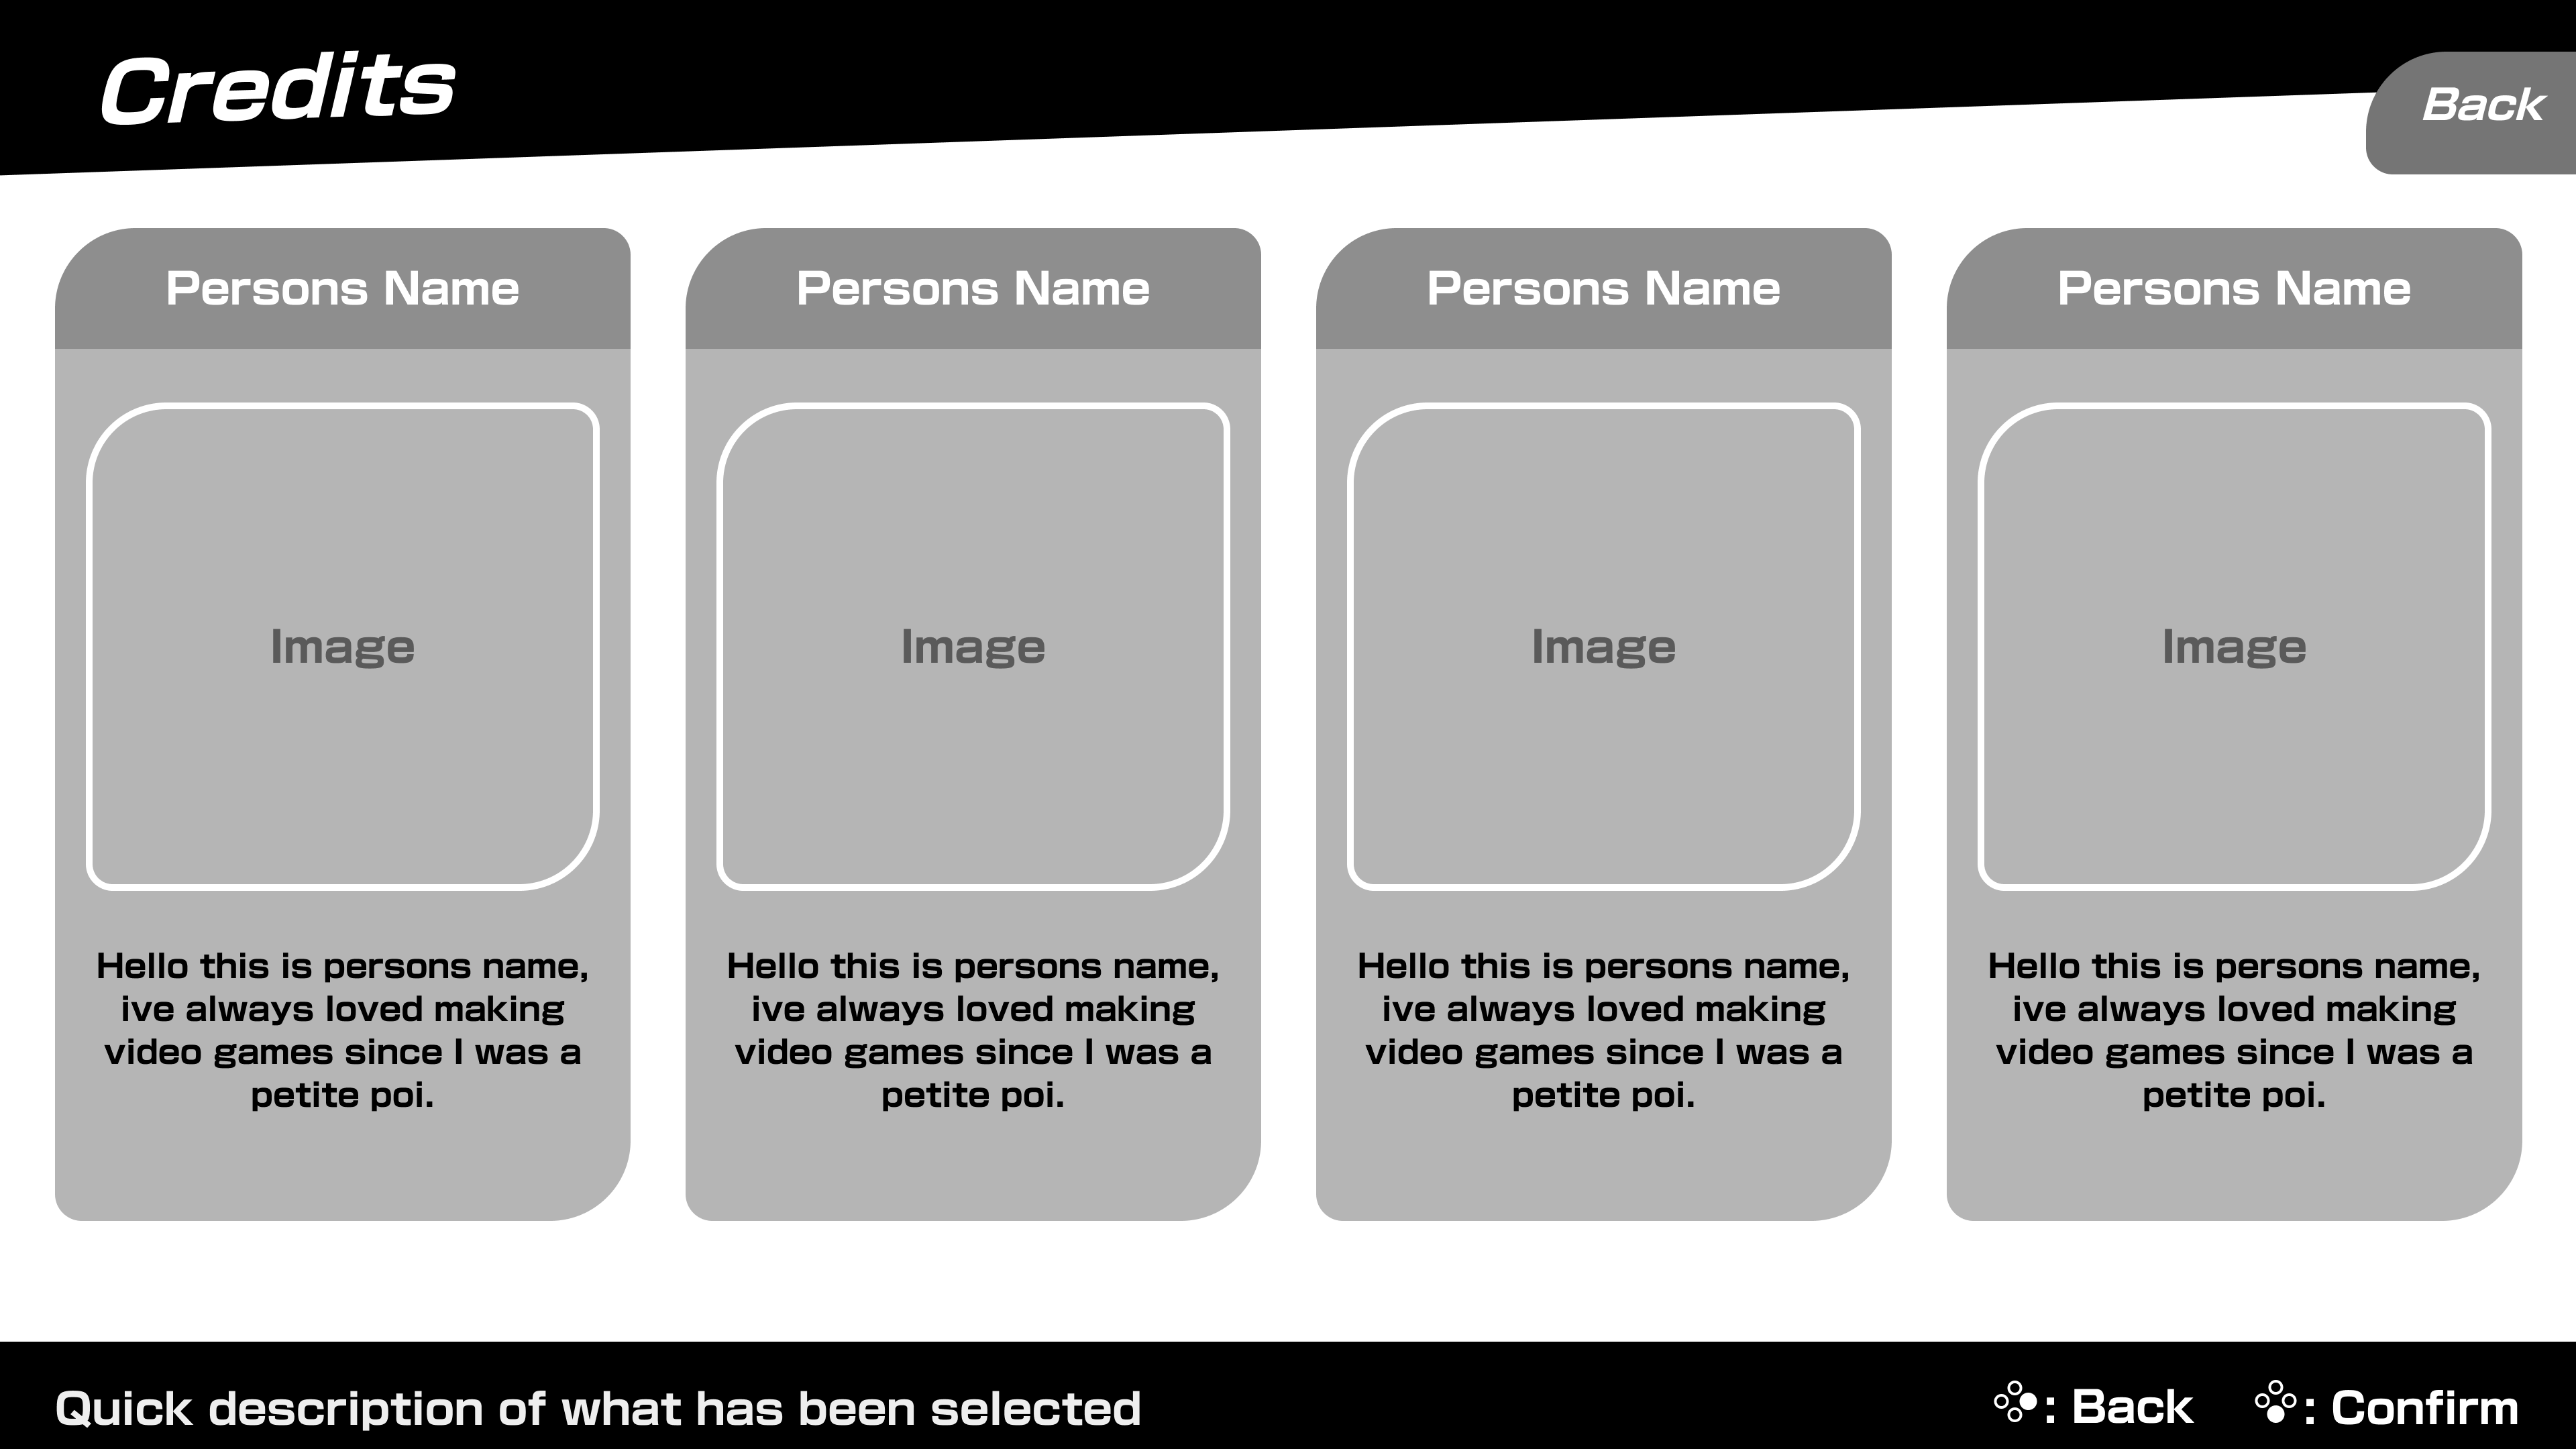 Credits
Back
Persons Name
Image
Hello this is persons name,
ive always loved making
video games since I was a
petite poi.
Persons Name
Image
Hello this is persons name,
ive always loved making
video games since I was a
petite poi.
Persons Name
Image
Hello this is persons name,
ive always loved making
video games since I was a
petite poi.
Persons Name
Image
Hello this is persons name,
ive always loved making
video games since I was a
petite poi.
Quick description of what has been selected
: Back
: Confirm